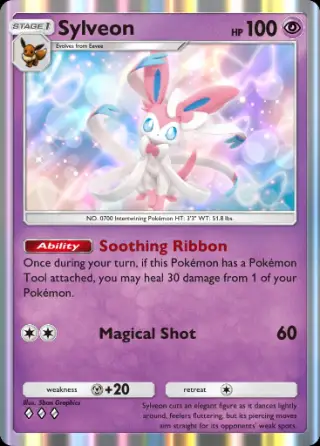 STAGE 1
Sylveon
HP 100
Evolves from Eevee
NO. 0700 Intertwining Pokémon HT: 3'3" WT: 51.8 lbs.
Ability
Soothing Ribbon
Once during your turn, if this Pokémon has a Pokémon
Tool attached, you may heal 30 damage from 1 of your
Pokémon.
Magical Shot 60
weakness +20
retreat
Illus. 5ban Graphics
Sylveon cuts an elegant figure as it dances lightly
around, feelers fluttering, but its piercing moves
aim straight for its opponents' weak spots.